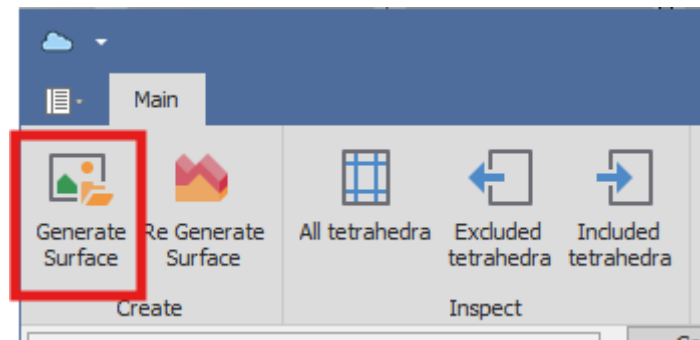 Main
Generate Surface
Re Generate Surface
All tetrahedra
Excluded tetrahedra
Included tetrahedra
Create
Inspect